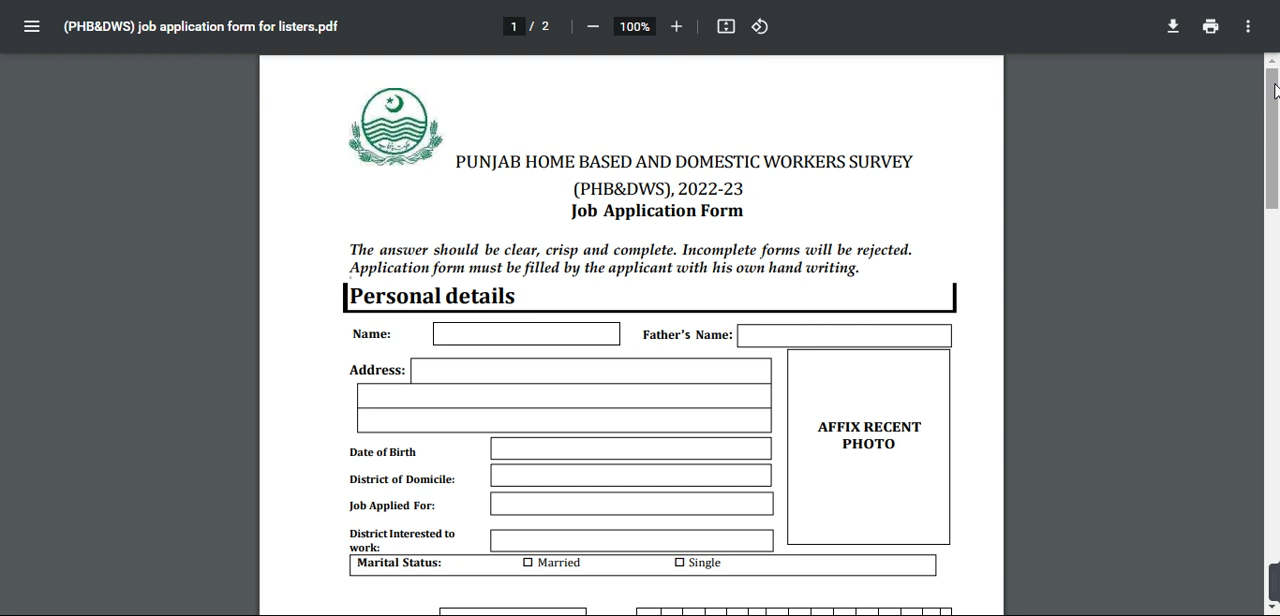 (PHB&DWS) job application form for listers.pdf
1 / 2
100%
PUNJAB HOME BASED AND DOMESTIC WORKERS SURVEY
(PHB&DWS), 2022-23
Job Application Form
The answer should be clear, crisp and complete. Incomplete forms will be rejected.
Application form must be filled by the applicant with his own hand writing.
Personal details
Name: Father's Name:
Address:
AFFIX RECENT
PHOTO
Date of Birth
District of Domicile:
Job Applied For:
District Interested to
work:
Marital Status: Married Single